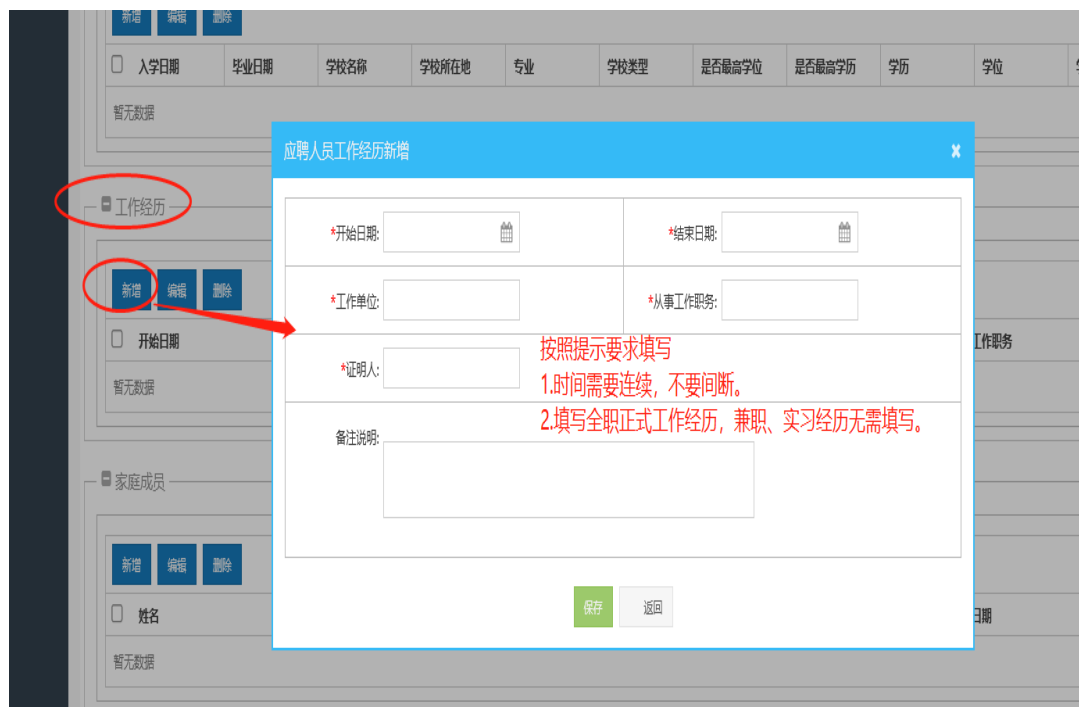 新增 编辑 删除
入学日期 毕业日期 学校名称 学校所在地 专业 学校类型 是否最高学位 是否最高学历 学历 学位
暂无数据
应聘人员工作经历新增
工作经历
*开始日期: *结束日期:
新增 编辑 删除
*工作单位: *从事工作职务:
开始日期 工作职务
*证明人:
暂无数据
按照提示要求填写
1.时间需要连续，不要间断。
2.填写全职正式工作经历，兼职、实习经历无需填写。
备注说明:
家庭成员
新增 编辑 删除
保存 返回
姓名 日期
暂无数据